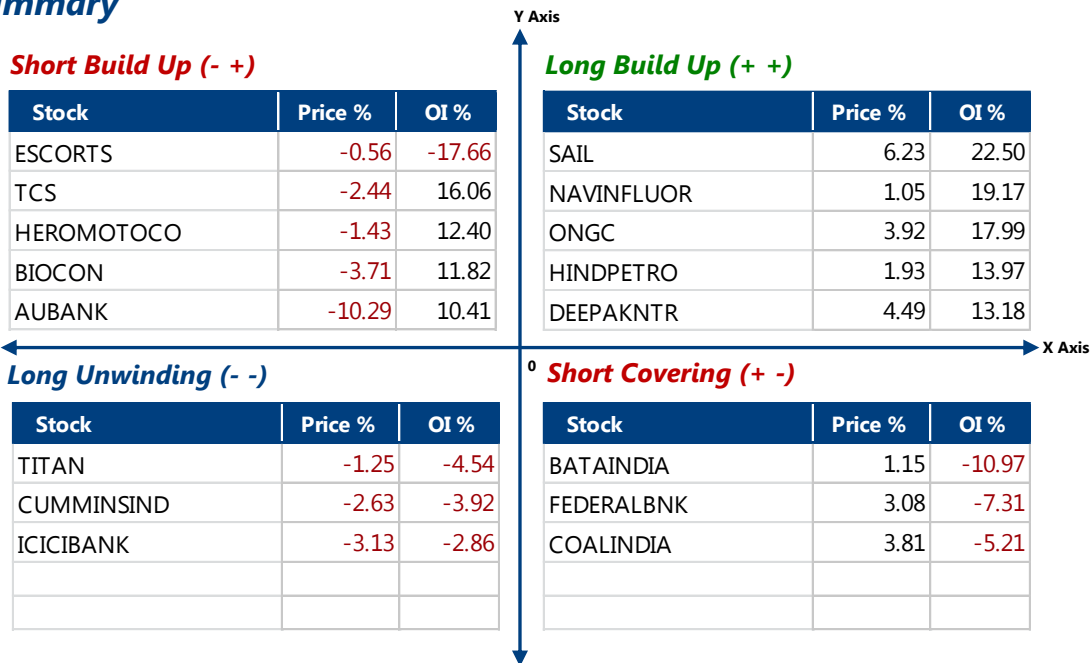 Y Axis
Short Build Up (- +)
Stock Price % OI %
ESCORTS -0.56 -17.66
TCS -2.44 16.06
HEROMOTOCO -1.43 12.40
BIOCON -3.71 11.82
AUBANK -10.29 10.41
Long Build Up (+ +)
Stock Price % OI %
SAIL 6.23 22.50
NAVINFLUOR 1.05 19.17
ONGC 3.92 17.99
HINDPETRO 1.93 13.97
DEEPAKNTR 4.49 13.18
X Axis
0
Long Unwinding (- -)
Stock Price % OI %
TITAN -1.25 -4.54
CUMMINSIND -2.63 -3.92
ICICIBANK -3.13 -2.86
Short Covering (+ -)
Stock Price % OI %
BATAINDIA 1.15 -10.97
FEDERALBNK 3.08 -7.31
COALINDIA 3.81 -5.21